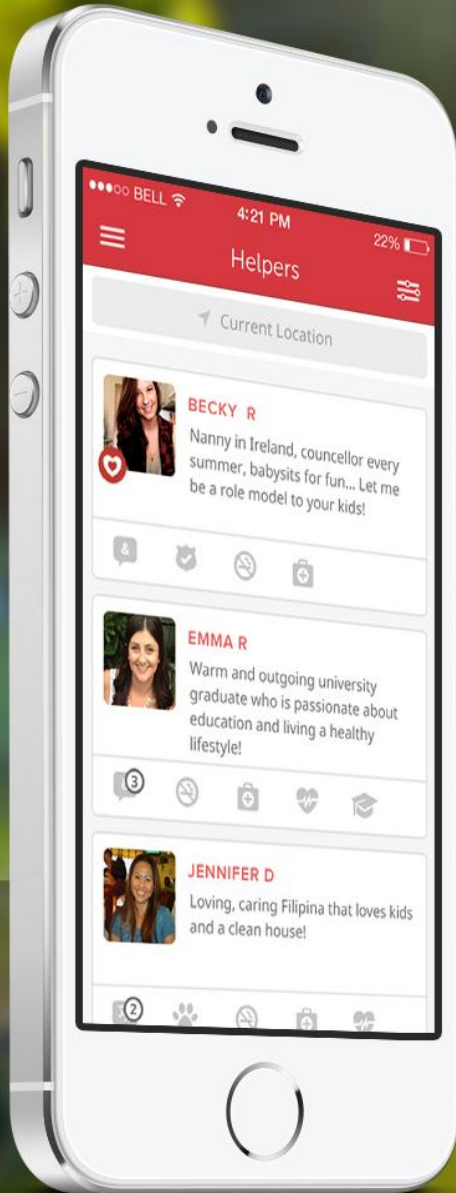 BELL
4:21 PM
22%
Helpers
Current Location
BECKY R
Nanny in Ireland, councellor every
summer, babysits for fun... Let me
be a role model to your kids!
&
EMMA R
Warm and outgoing university
graduate who is passionate about
education and living a healthy
lifestyle!
3
JENNIFER D
Loving, caring Filipina that loves kids
and a clean house!
2